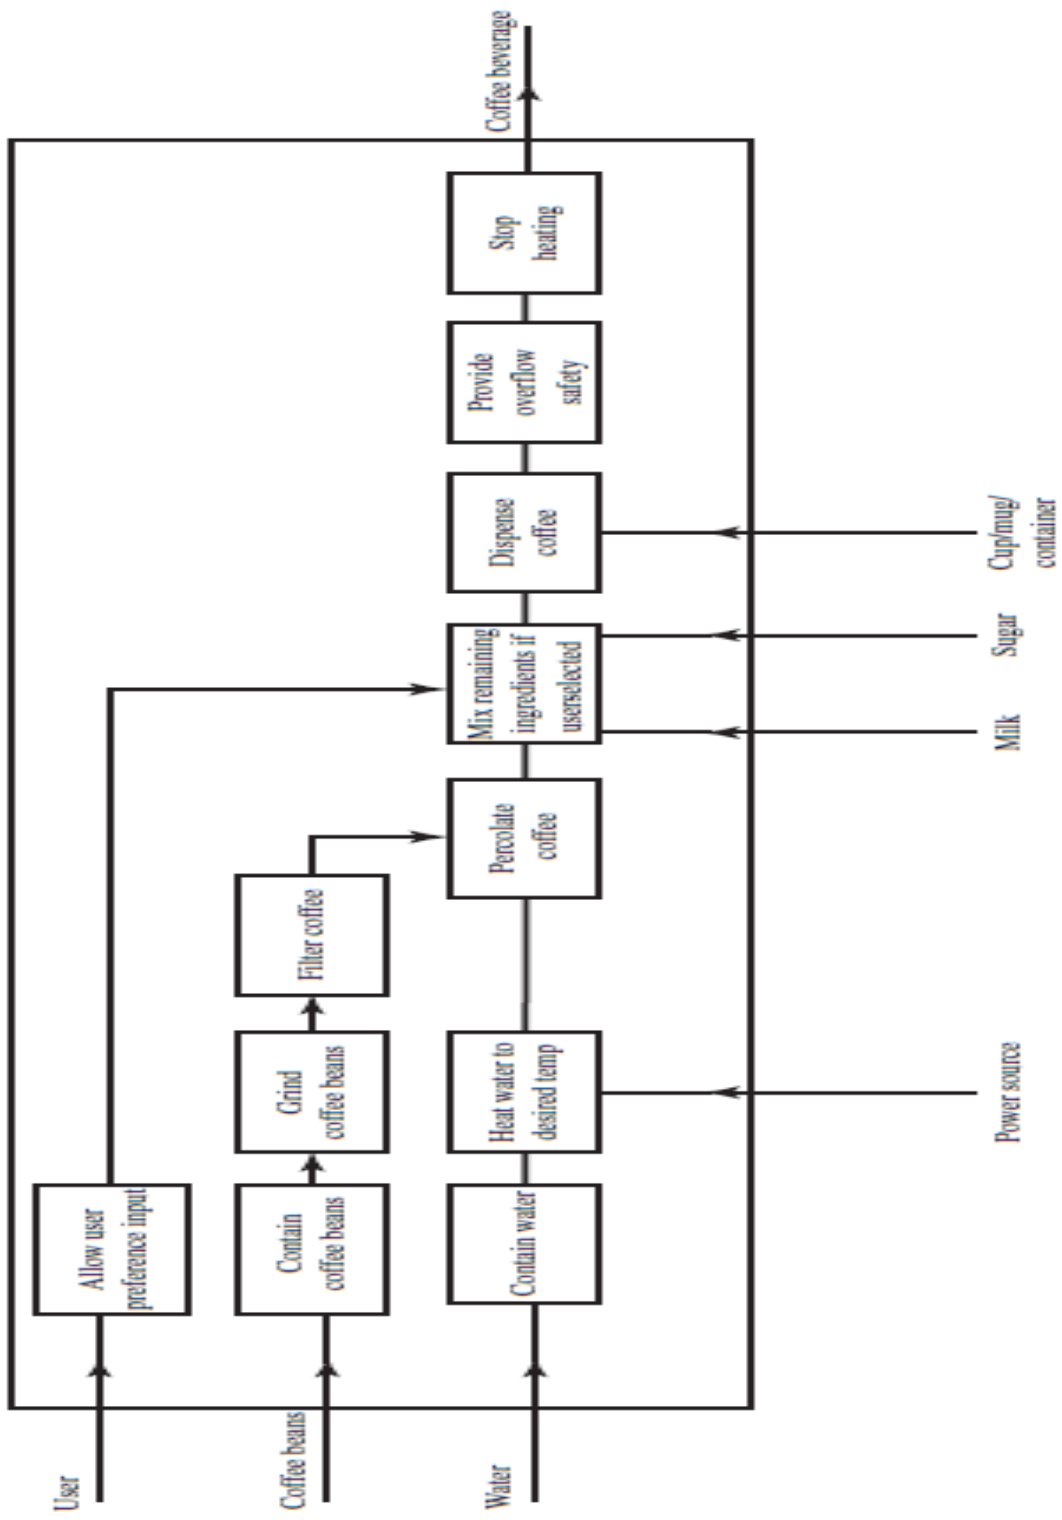 User
Allow user
preference input
Coffee beans
Contain
coffee beans
Grind
coffee beans
Filter coffee
Water
Contain water
Heat water to
desired temp
Percolate
coffee
Mix remaining
ingredients if
userselected
Dispense
coffee
Provide
overflow
safety
Stop
heating
Coffee beverage
Power source
Milk
Sugar
Cup/mug/
container